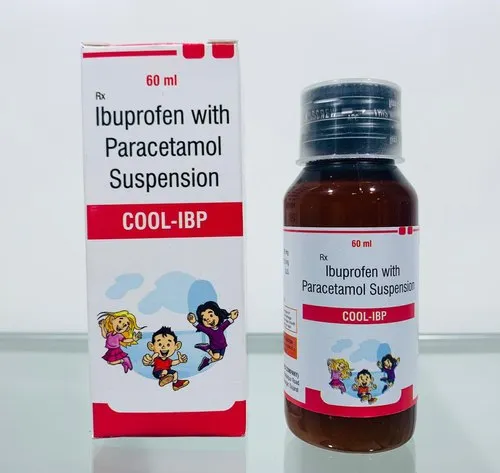 60 ml
Rx
Ibuprofen with
Paracetamol
Suspension
COOL-IBP
60 ml
Rx
Ibuprofen with
Paracetamol Suspension
COOL-IBP